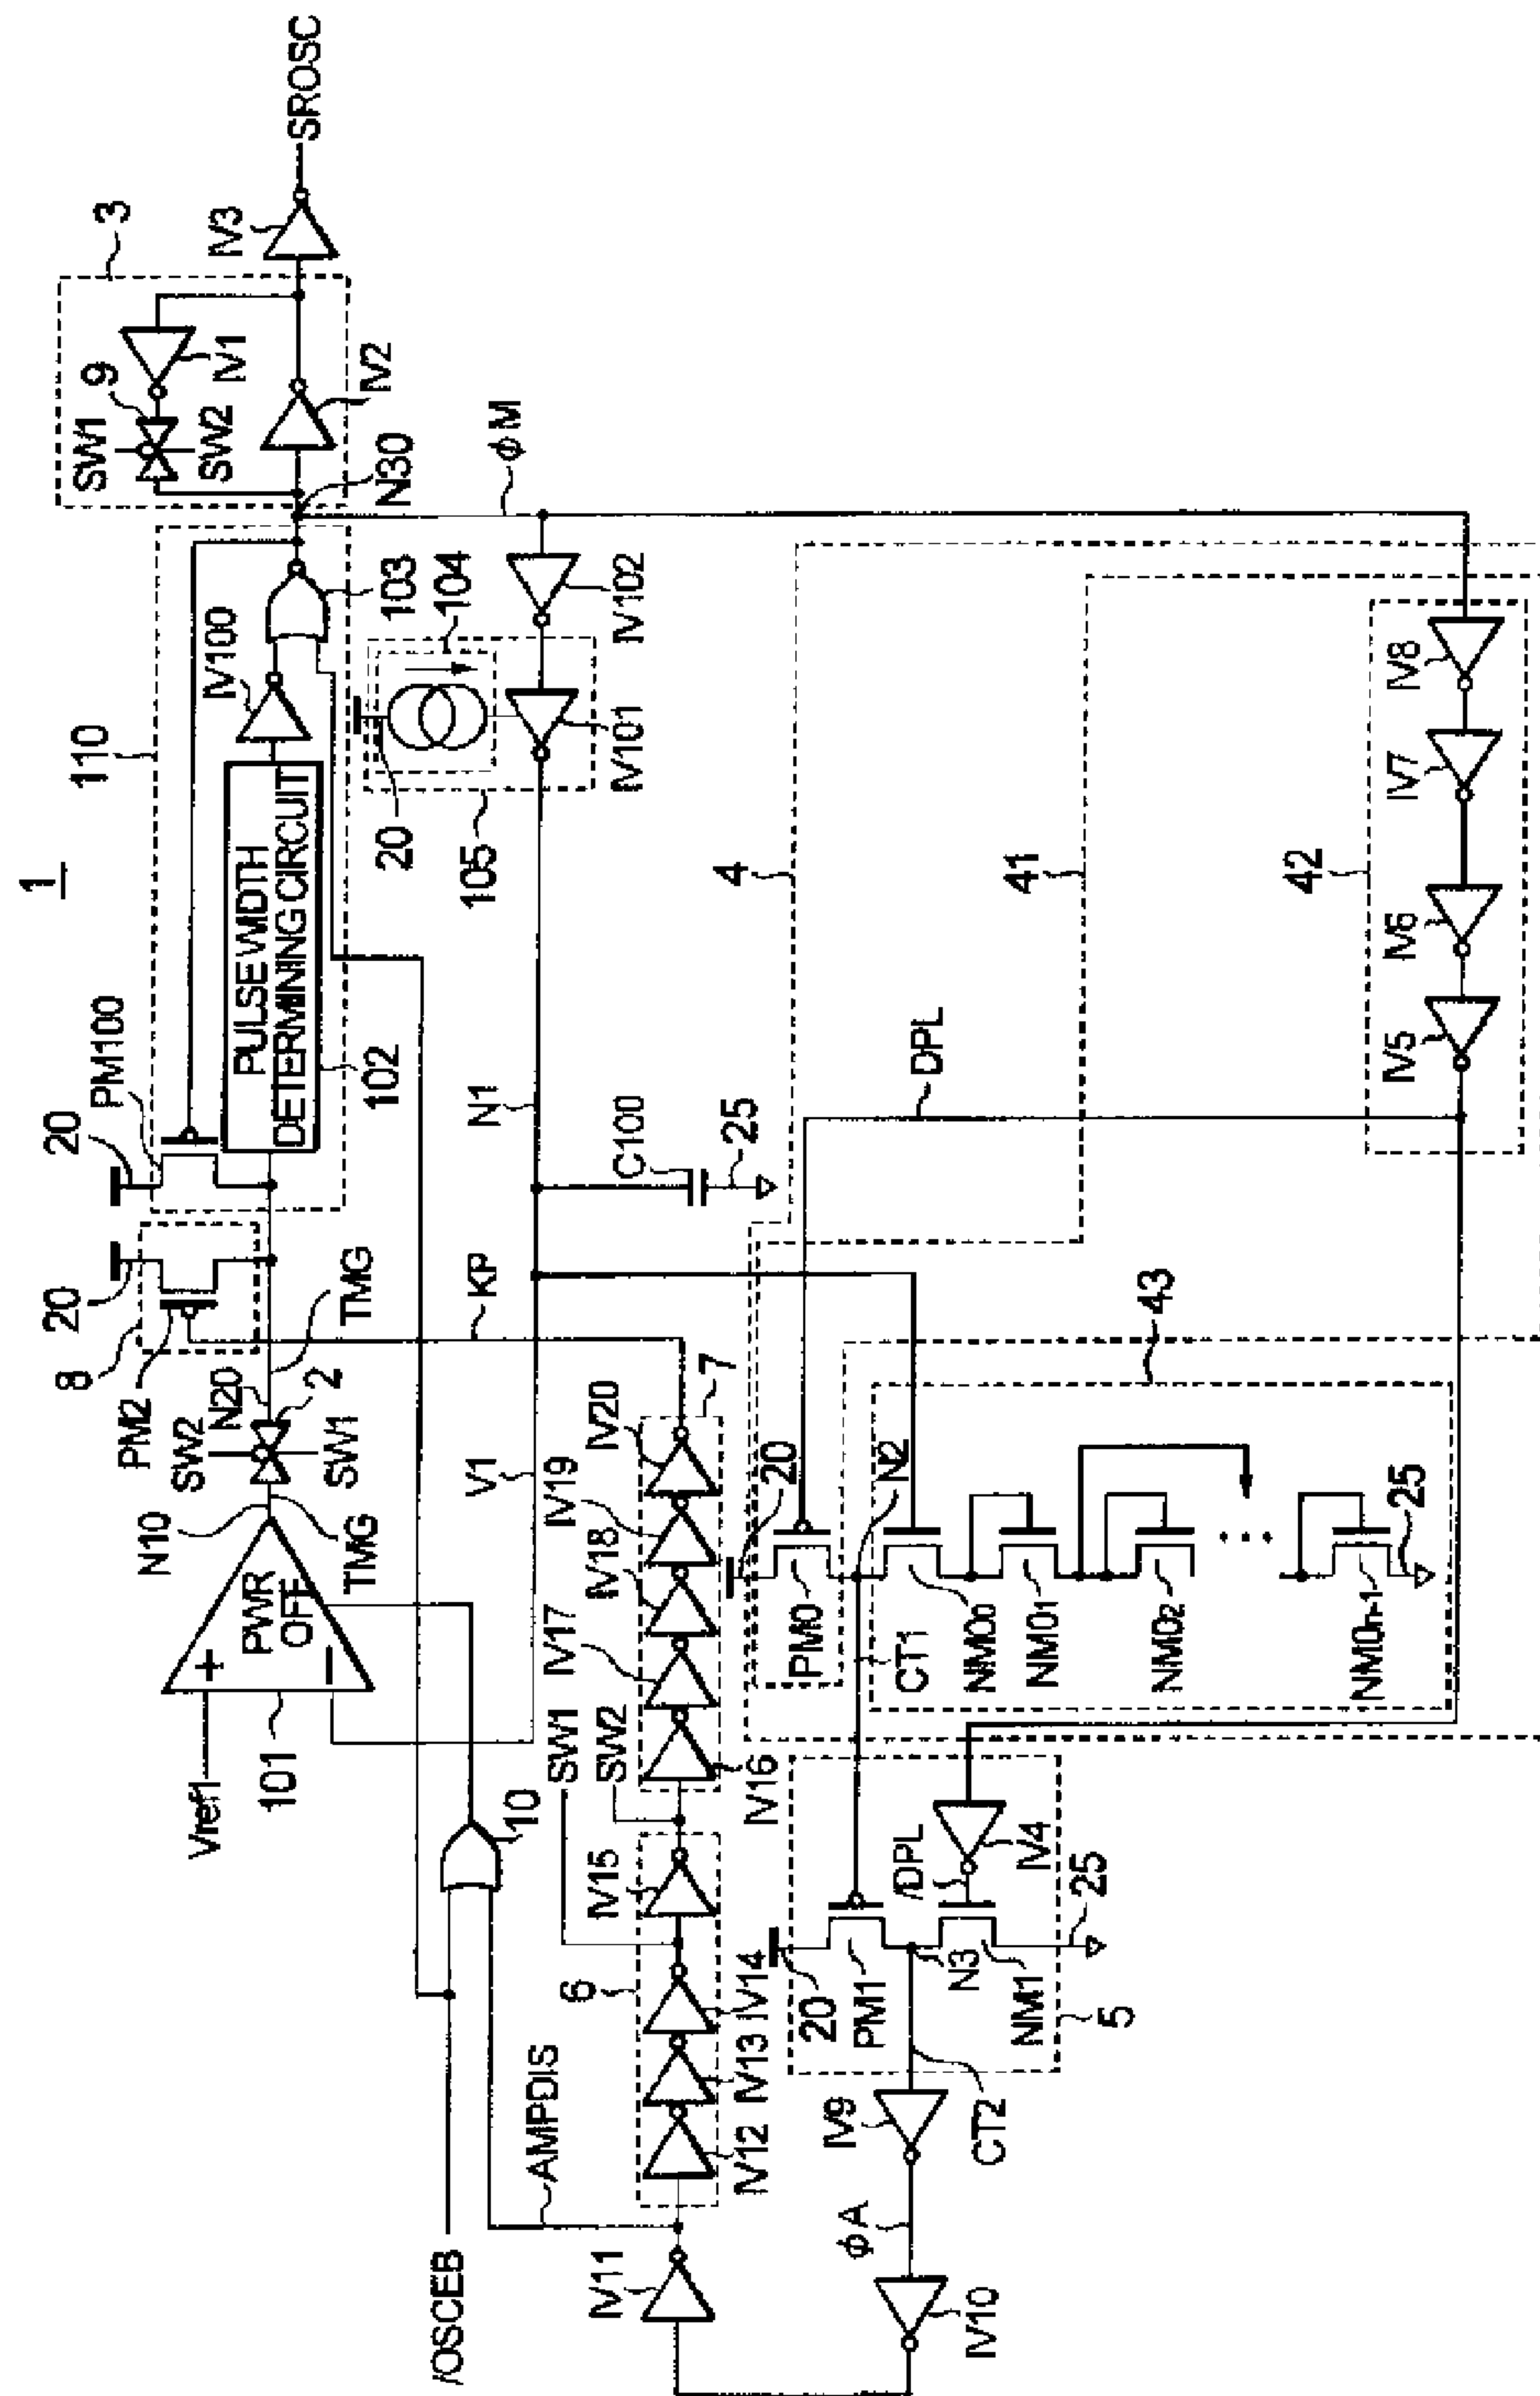 1
SROSC
3
IV3
9
IV1
SW1
SW2
IV2
N30
φM
110
IV100
103
104
IV102
PULSE WIDTH
DETERMINING CIRCUIT
102
20
105
IV101
PM100
20
20
8
PM2
TMG
KP
N1
C100
25
4
41
42
IV8
IV7
IV6
IV5
DPL
N20
2
SW2
SW1
N10
TMG
PWR
OFF
+
−
Vref1
101
V1
7
IV20
IV19
IV18
IV17
IV16
SW1
SW2
10
IV15
6
IV14
IV13
IV12
AMPDIS
/OSCEB
IV11
43
20
N2
PM0
CT1
NM00
NM01
NM02
NM0n-1
25
/DPL
IV4
25
20
PM1
N3
NM1
5
IV9
CT2
φA
IV10